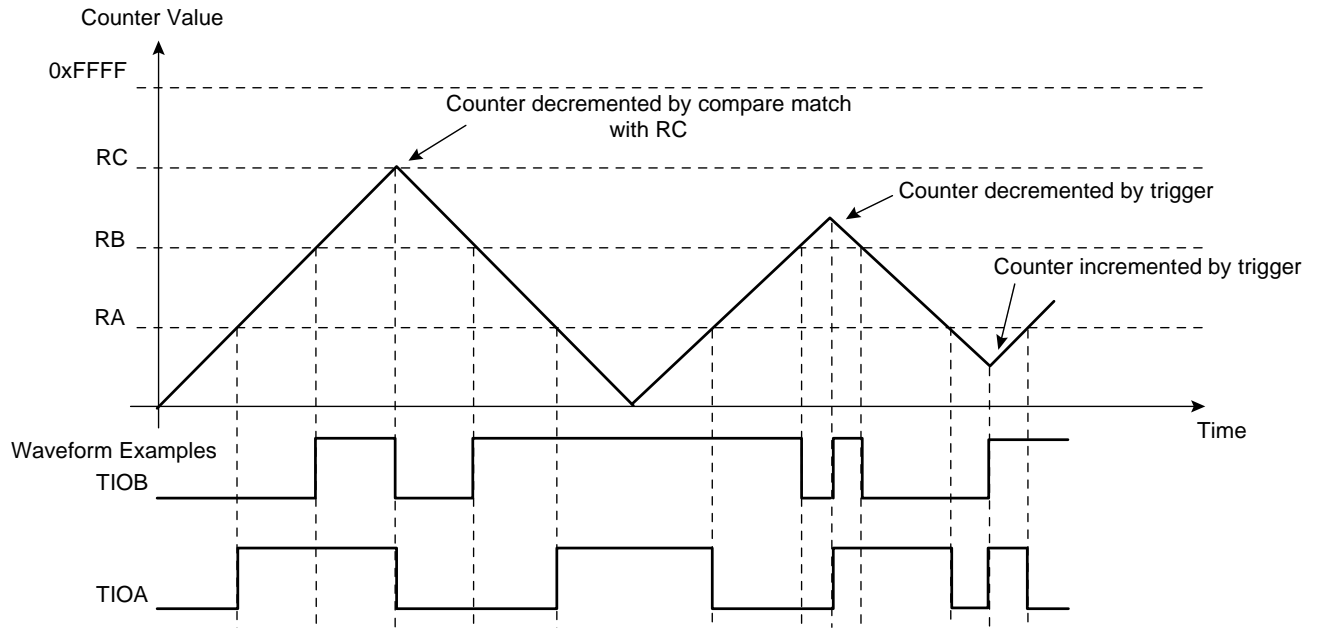 Counter Value
0xFFFF
Counter decremented by compare match
with RC
RC
Counter decremented by trigger
RB
Counter incremented by trigger
RA
Time
Waveform Examples
TIOB
TIOA